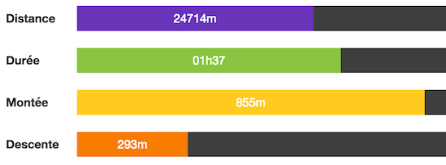 Distance 24714m
Durée 01h37
Montée 855m
Descente 293m